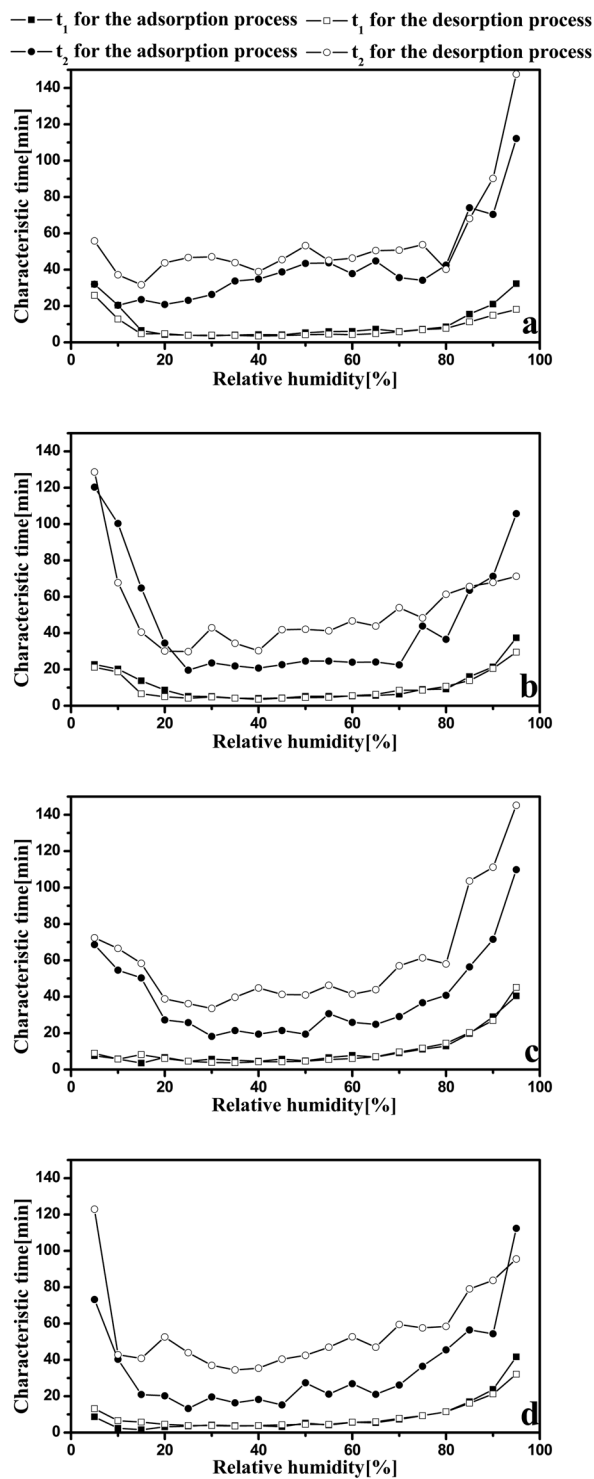 t1 for the adsorption process t1 for the desorption process
t2 for the adsorption process t2 for the desorption process
140
120
100
80
60
40
20
0
Characteristic time[min]
0 20 40 60 80 100
Relative humidity[%]
a
140
120
100
80
60
40
20
0
Characteristic time[min]
0 20 40 60 80 100
Relative humidity[%]
b
140
120
100
80
60
40
20
0
Characteristic time[min]
0 20 40 60 80 100
Relative humidity[%]
c
140
120
100
80
60
40
20
0
Characteristic time[min]
0 20 40 60 80 100
Relative humidity[%]
d